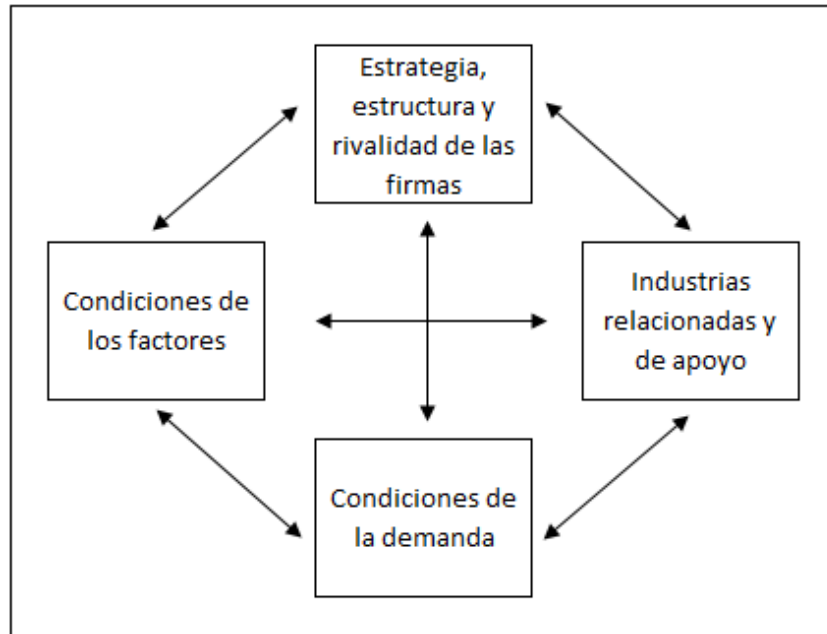 Estrategia,
estructura y
rivalidad de las
firmas
Condiciones de
los factores
Industrias
relacionadas y
de apoyo
Condiciones de
la demanda